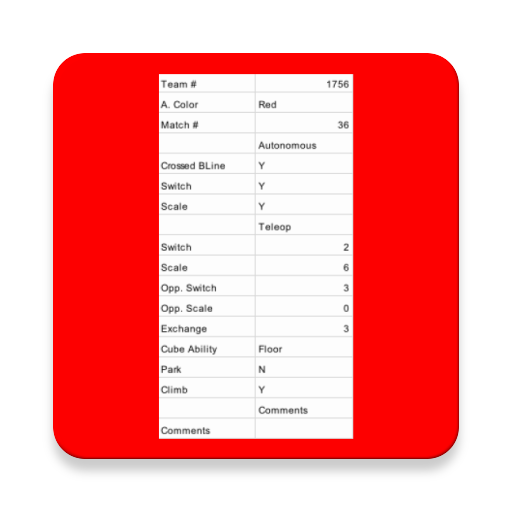 Team # 1756
A. Color Red
Match # 36
Autonomous
Crossed BLine Y
Switch Y
Scale Y
Teleop
Switch 2
Scale 6
Opp. Switch 3
Opp. Scale 0
Exchange 3
Cube Ability Floor
Park N
Climb Y
Comments
Comments